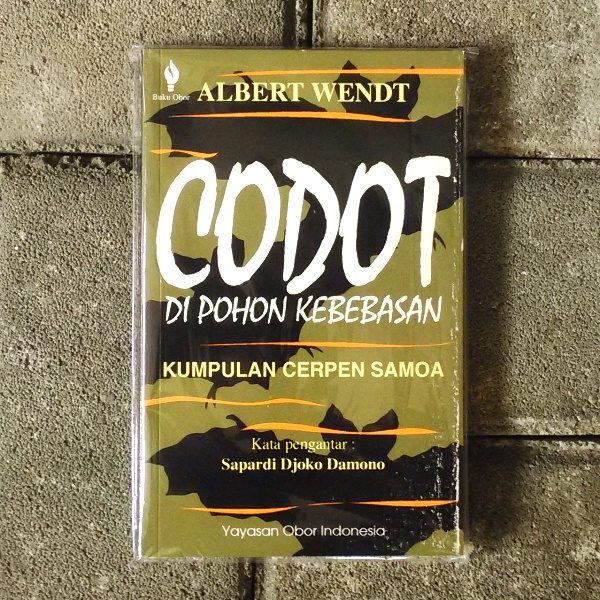 Buku Obor
ALBERT WENDT
CODOT
DI POHON KEBEBASAN
KUMPULAN CERPEN SAMOA
Kata pengantar :
Sapardi Djoko Damono
Yayasan Obor Indonesia